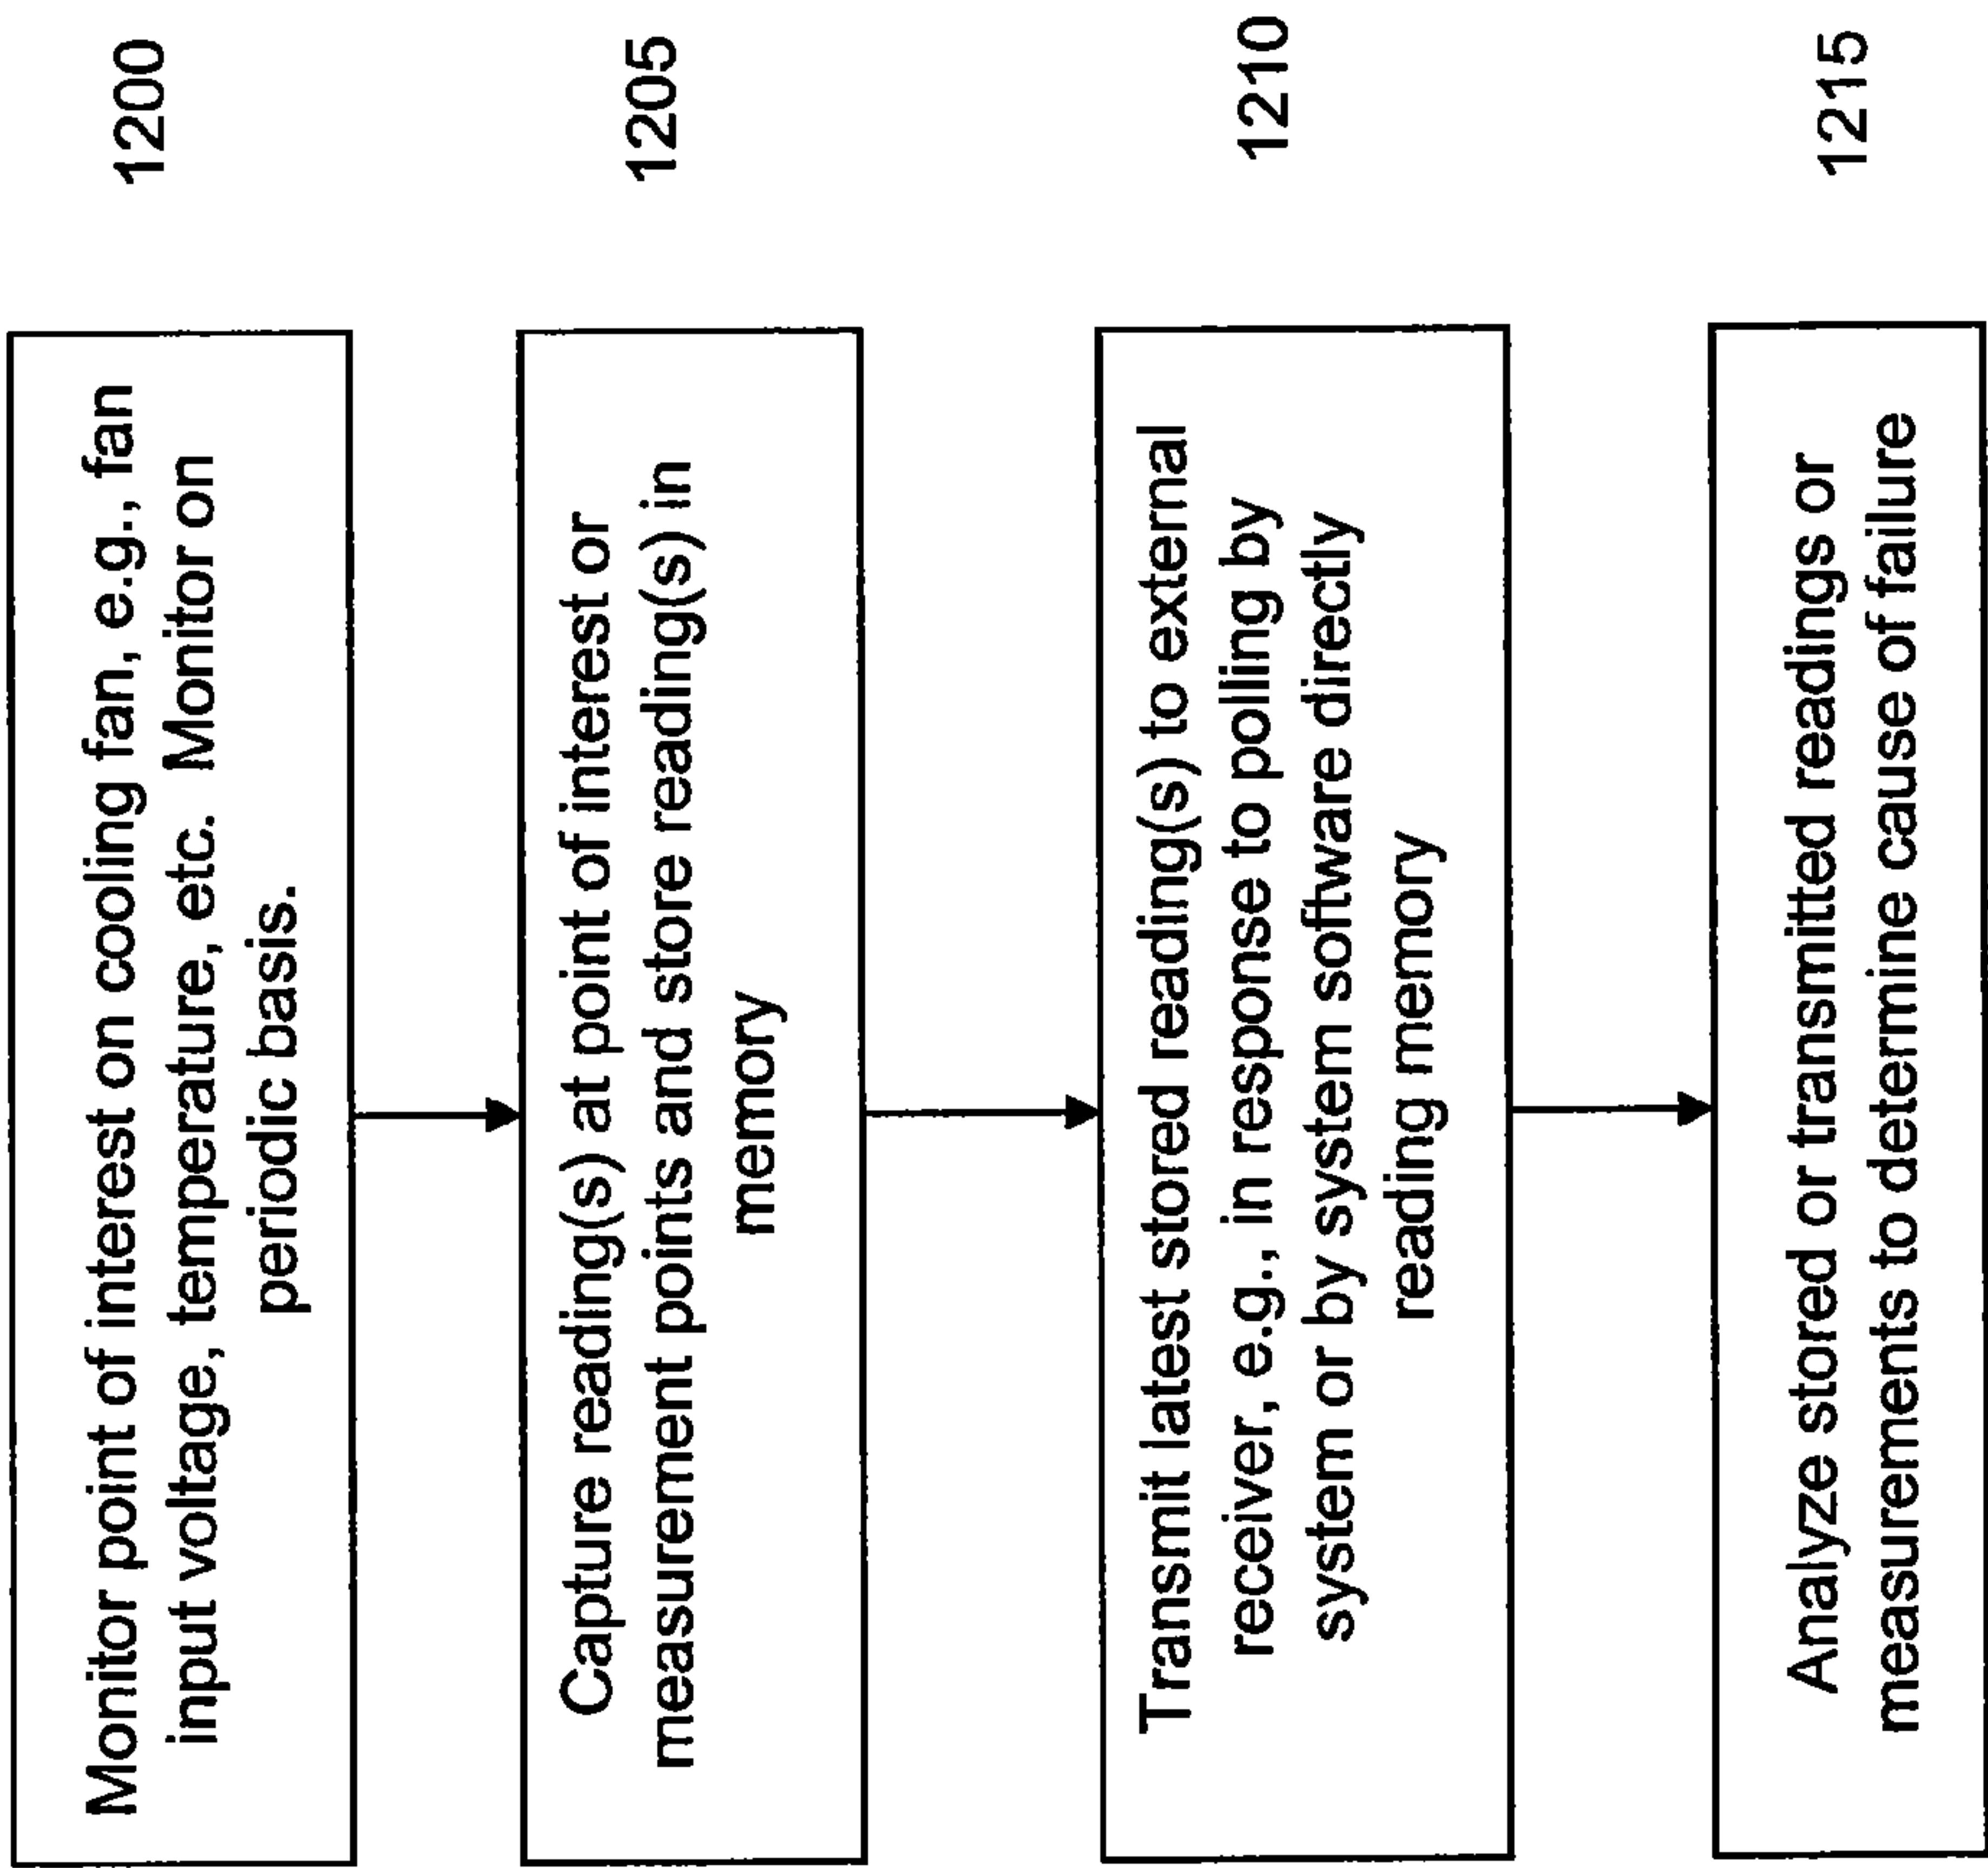 Monitor point of interest on cooling fan, e.g., fan
input voltage, temperature, etc.  Monitor on
periodic basis.
1200
Capture reading(s) at point of interest or
measurement points and store reading(s) in
memory
1205
Transmit latest stored reading(s) to external
receiver, e.g., in response to polling by
system or by system software directly
reading memory
1210
Analyze stored or transmitted readings or
measurements to determine cause of failure
1215